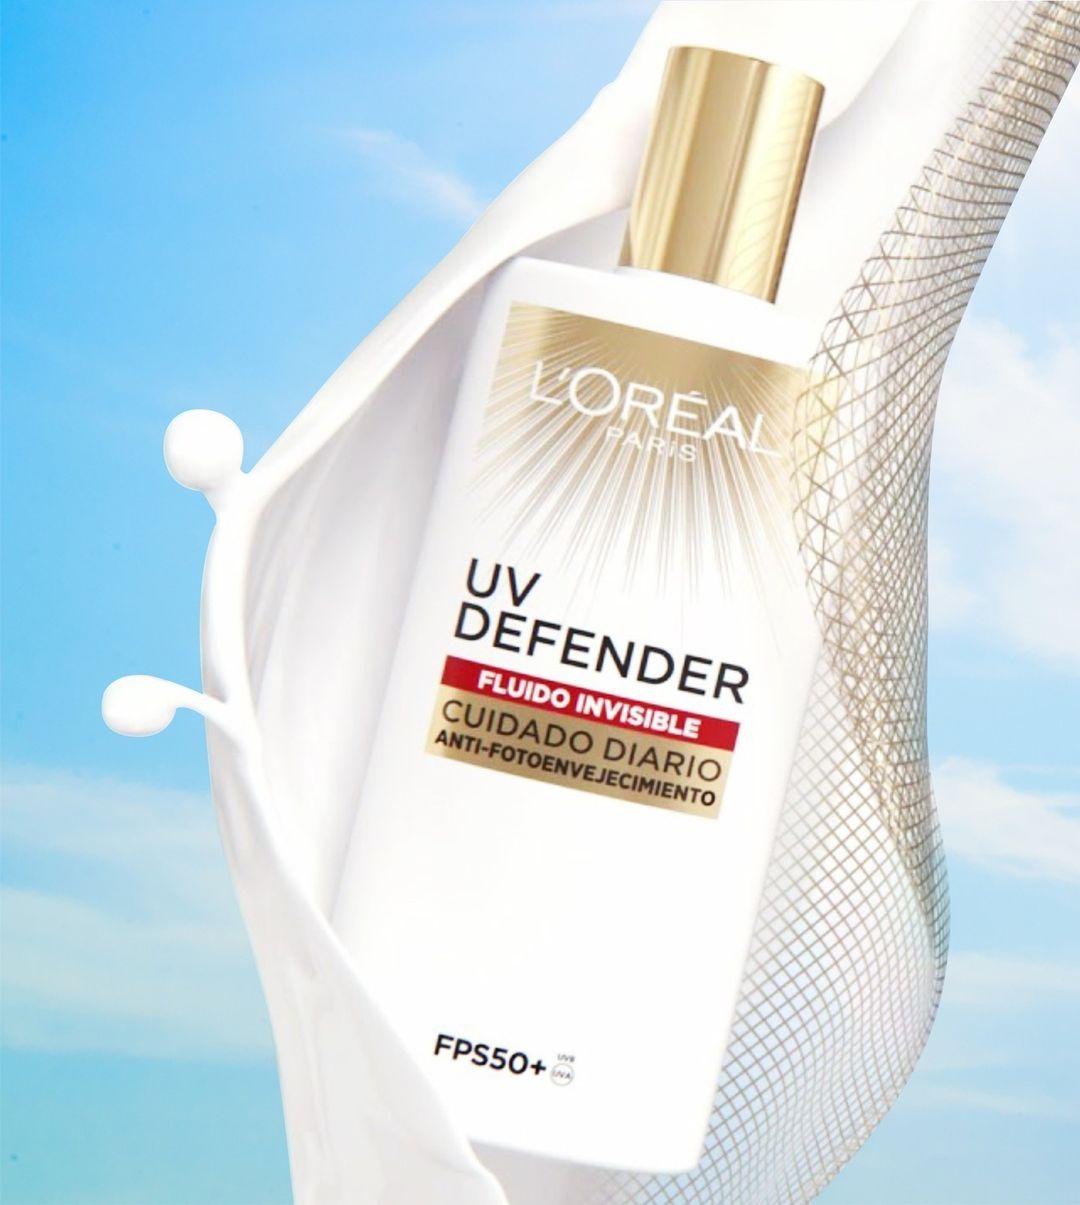 L'ORÉAL
PARIS
UV
DEFENDER
FLUIDO INVISIBLE
CUIDADO DIARIO
ANTI-FOTOENVEJECIMIENTO
FPS50+
UVB
UVA